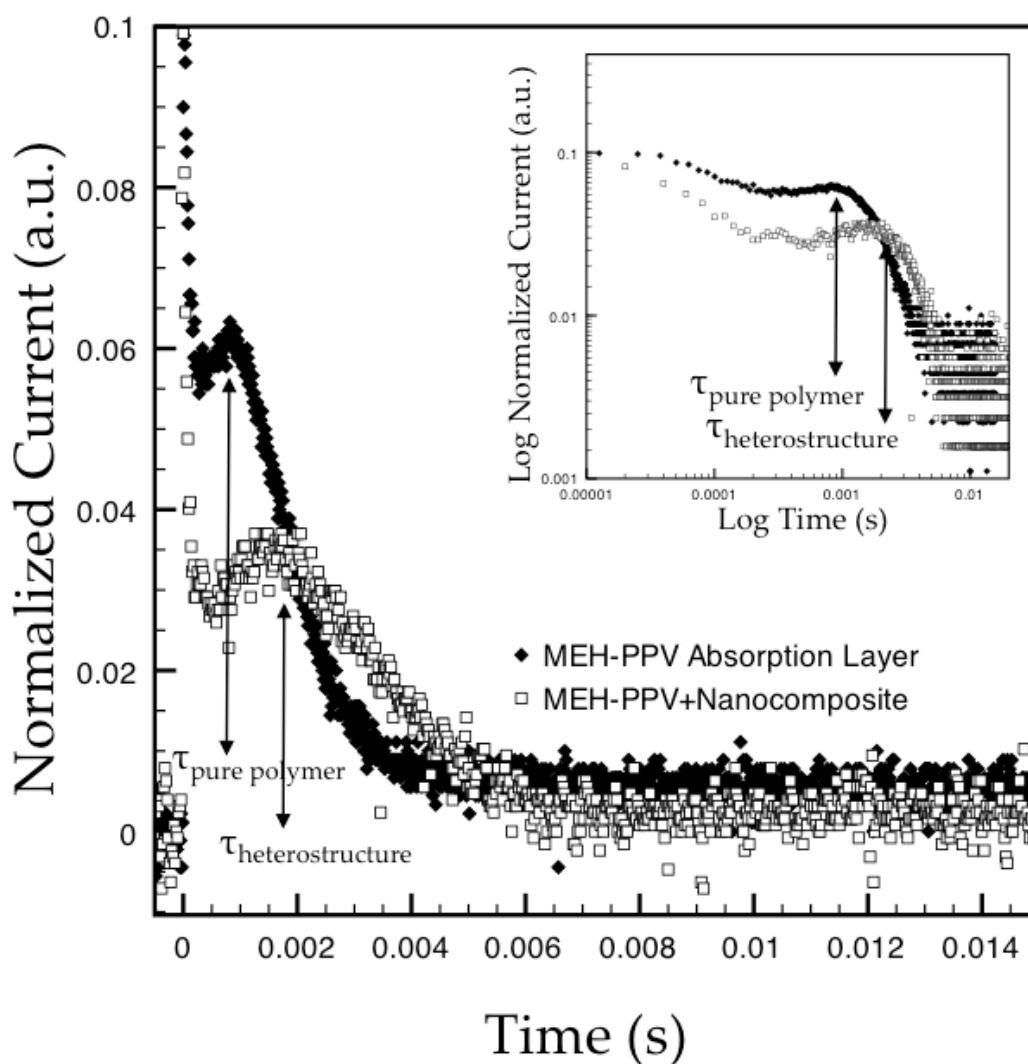 Normalized Current (a.u.)
0.1
0.08
0.06
0.04
0.02
0
0
0.002
0.004
0.006
0.008
0.01
0.012
0.014
Time (s)
τpure polymer
τheterostructure
MEH-PPV Absorption Layer
MEH-PPV+Nanocomposite
Log Normalized Current (a.u.)
0.1
0.01
0.001
0.00001
0.0001
0.001
0.01
Log Time (s)
τpure polymer
τheterostructure